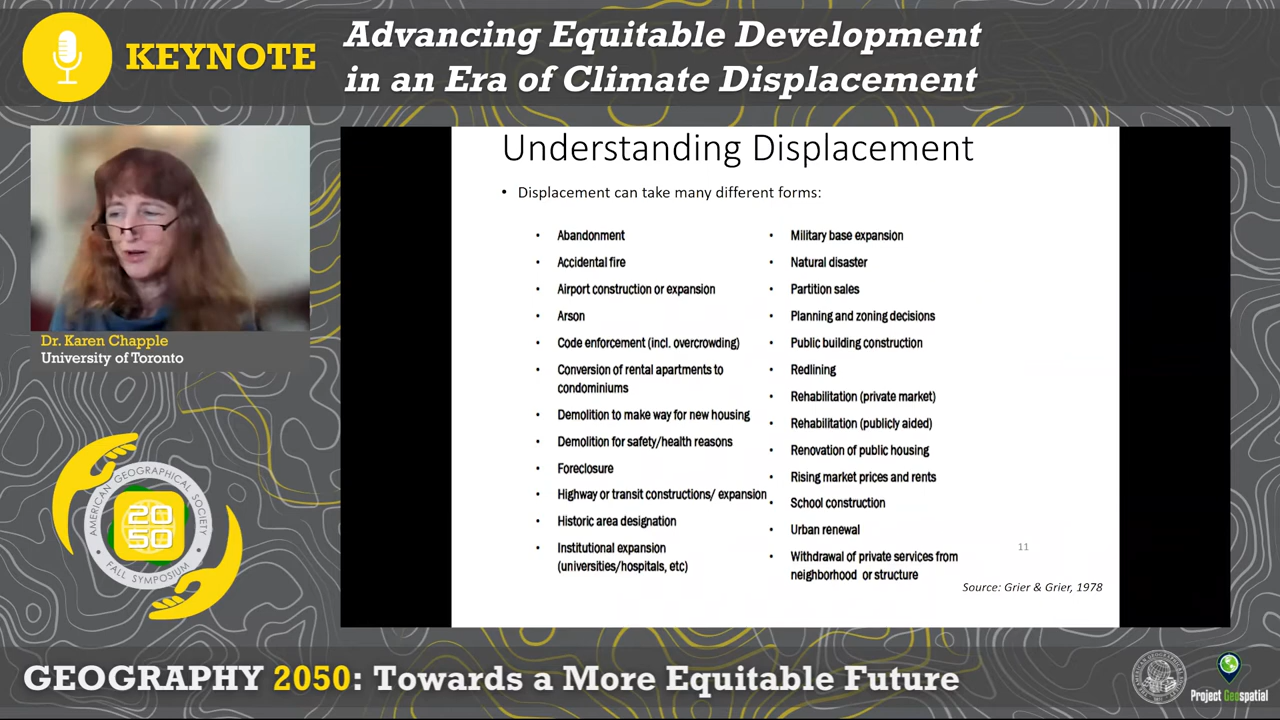 KEYNOTE
Advancing Equitable Development
in an Era of Climate Displacement
Dr. Karen Chapple
University of Toronto
Understanding Displacement
• Displacement can take many different forms:
• Abandonment
• Accidental fire
• Airport construction or expansion
• Arson
• Code enforcement (incl. overcrowding)
• Conversion of rental apartments to
condominiums
• Demolition to make way for new housing
• Demolition for safety/health reasons
• Foreclosure
• Highway or transit constructions/ expansion
• Historic area designation
• Institutional expansion
(universities/hospitals, etc)
• Military base expansion
• Natural disaster
• Partition sales
• Planning and zoning decisions
• Public building construction
• Redlining
• Rehabilitation (private market)
• Rehabilitation (publicly aided)
• Renovation of public housing
• Rising market prices and rents
• School construction
• Urban renewal
• Withdrawal of private services from
neighborhood or structure
11
Source: Grier & Grier, 1978
AMERICAN GEOGRAPHICAL SOCIETY
20
50
• FALL SYMPOSIUM •
GEOGRAPHY 2050: Towards a More Equitable Future
Project Geospatial